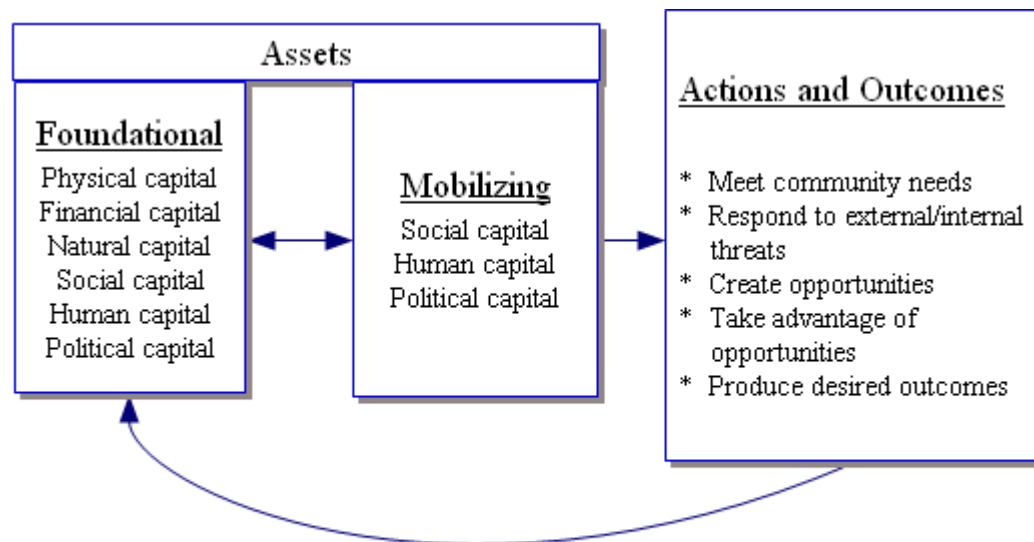 Assets
Foundational
Physical capital
Financial capital
Natural capital
Social capital
Human capital
Political capital
Mobilizing
Social capital
Human capital
Political capital
Actions and Outcomes
* Meet community needs
* Respond to external/internal
threats
* Create opportunities
* Take advantage of
opportunities
* Produce desired outcomes